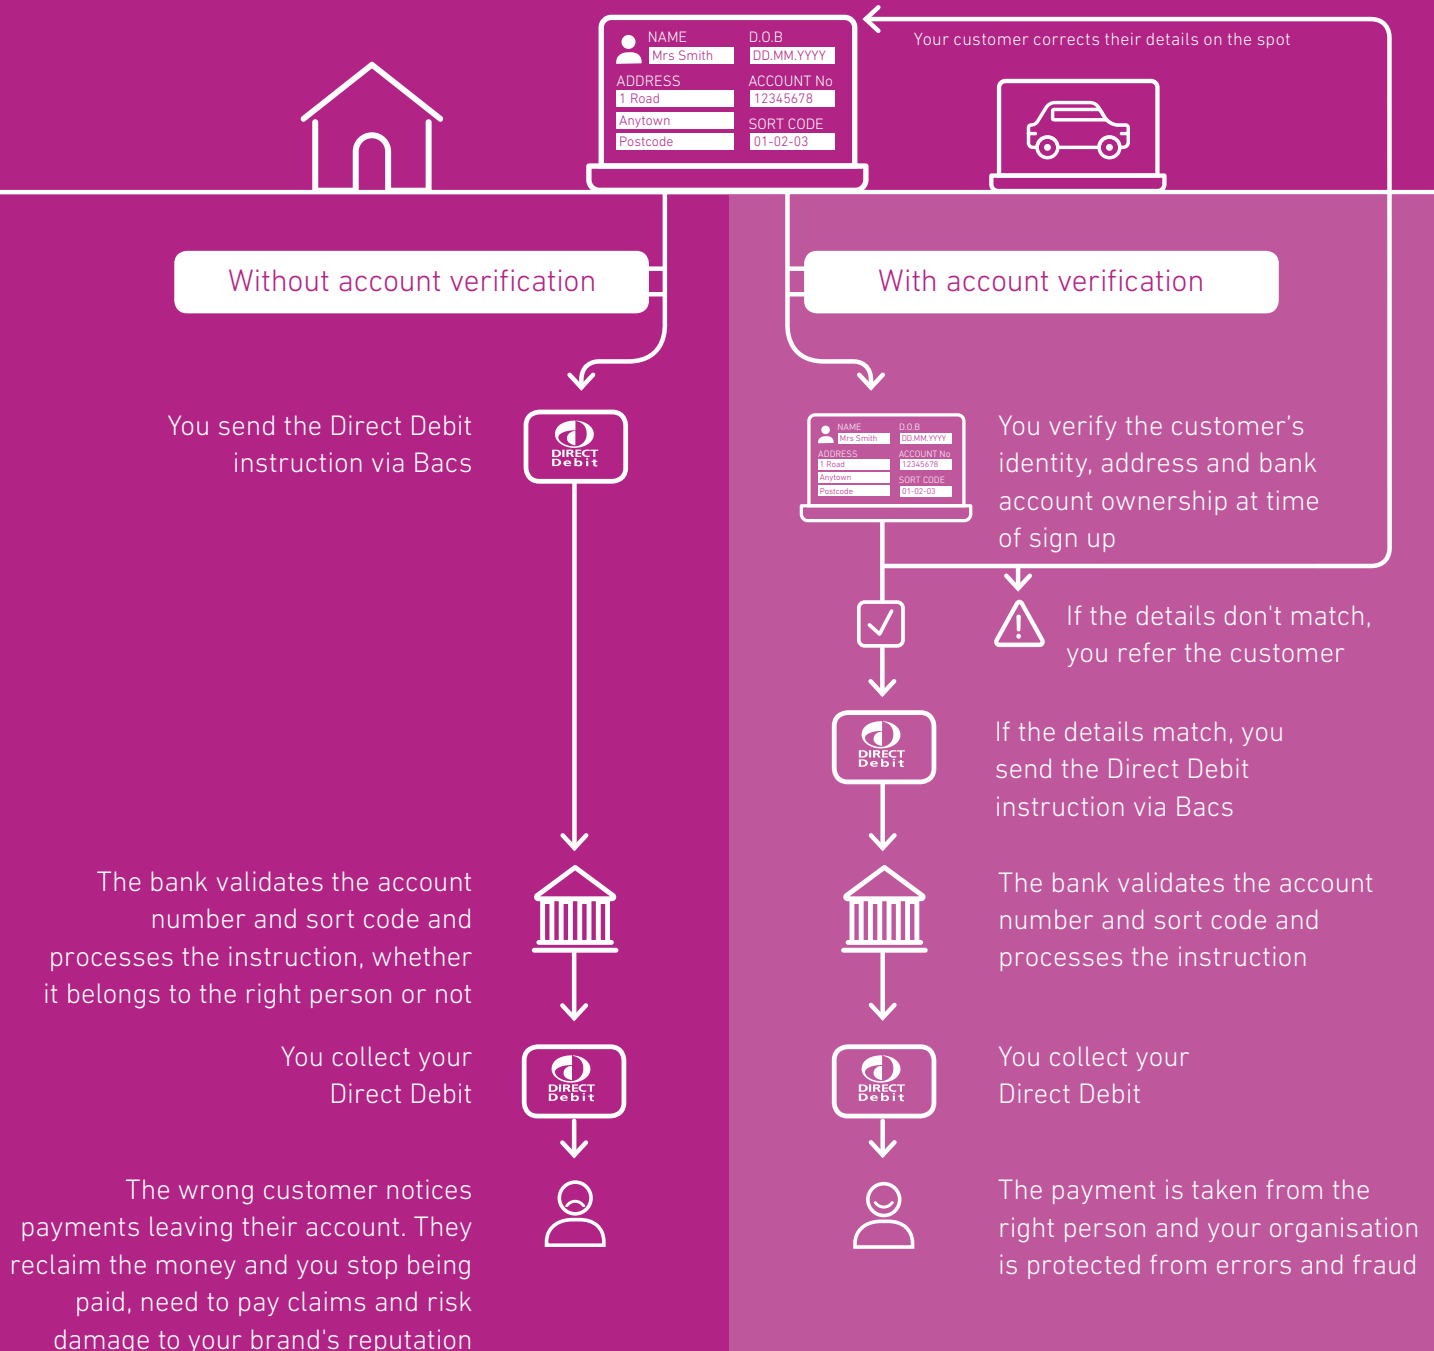 NAME
Mrs Smith
D.O.B
DD.MM.YYYY
ADDRESS
1 Road
Anytown
Postcode
ACCOUNT No
12345678
SORT CODE
01-02-03
Your customer corrects their details on the spot
Without account verification
You send the Direct Debit
instruction via Bacs
DIRECT
Debit
The bank validates the account
number and sort code and
processes the instruction, whether
it belongs to the right person or not
You collect your
Direct Debit
DIRECT
Debit
The wrong customer notices
payments leaving their account. They
reclaim the money and you stop being
paid, need to pay claims and risk
damage to your brand's reputation
With account verification
NAME
Mrs Smith
D.O.B
DD.MM.YYYY
ADDRESS
1 Road
Anytown
Postcode
ACCOUNT No
12345678
SORT CODE
01-02-03
You verify the customer’s
identity, address and bank
account ownership at time
of sign up
If the details don't match,
you refer the customer
DIRECT
Debit
If the details match, you
send the Direct Debit
instruction via Bacs
The bank validates the account
number and sort code and
processes the instruction
DIRECT
Debit
You collect your
Direct Debit
The payment is taken from the
right person and your organisation
is protected from errors and fraud